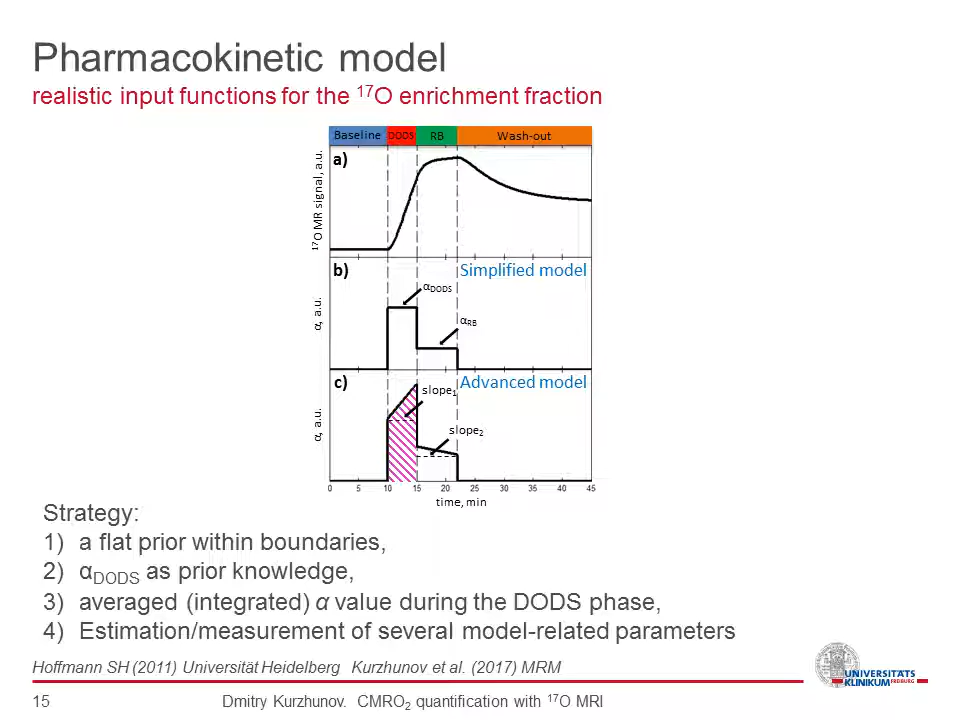 Pharmacokinetic model
realistic input functions for the ¹⁷O enrichment fraction
Baseline DODS RB Wash-out
a)
¹⁷O MR signal, a.u.
b) Simplified model
α_DODS
α_RB
α, a.u.
c) Advanced model
slope₁
slope₂
α, a.u.
0 5 10 15 20 25 30 35 40 45
time, min
Strategy:
1) a flat prior within boundaries,
2) α_DODS as prior knowledge,
3) averaged (integrated) α value during the DODS phase,
4) Estimation/measurement of several model-related parameters
Hoffmann SH (2011) Universität Heidelberg Kurzhunov et al. (2017) MRM
UNIVERSITÄTS
KLINIKUM FREIBURG
15 Dmitry Kurzhunov. CMRO₂ quantification with ¹⁷O MRI